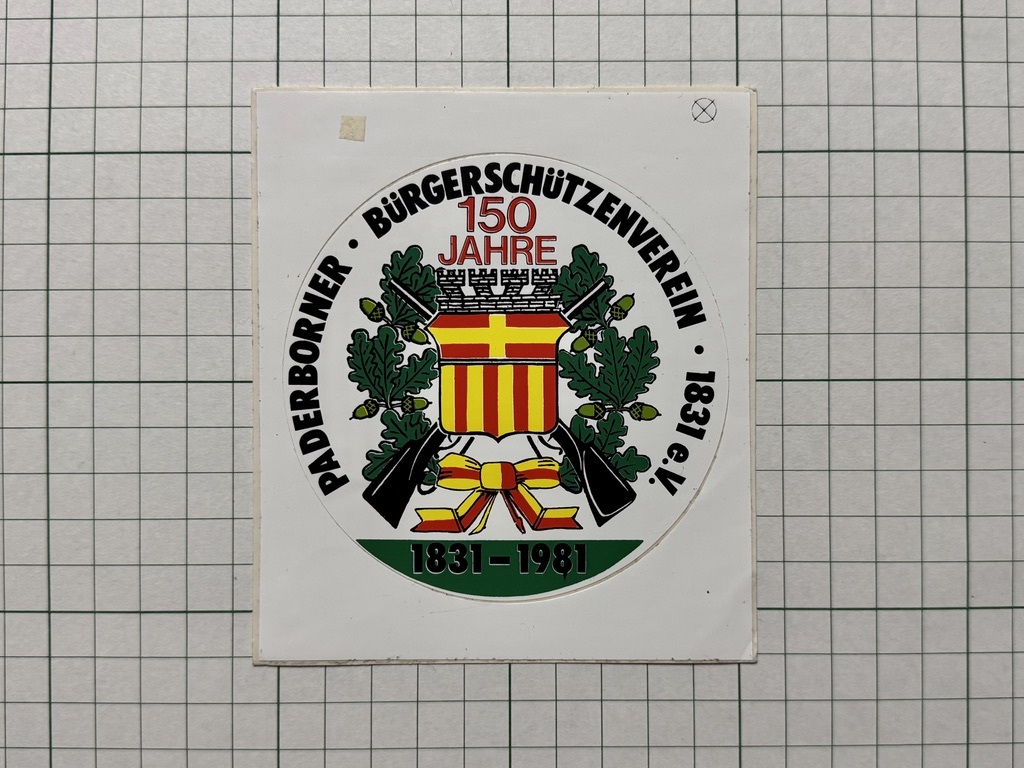 PADERBORNER · BÜRGERSCHÜTZENVEREIN · 1831 e.V.
150
JAHRE
1831-1981